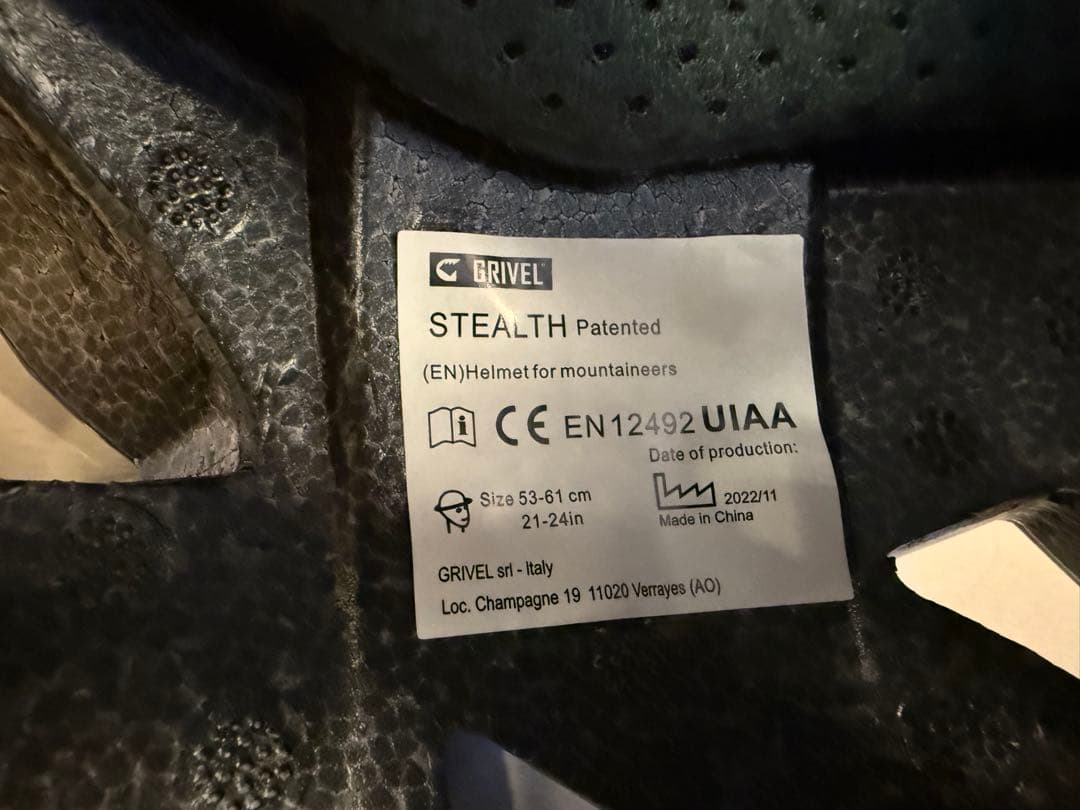 GRIVEL
STEALTH Patented
(EN)Helmet for mountaineers
CE EN12492 UIAA
Date of production:
Size 53-61 cm
21-24in
2022/11
Made in China
GRIVEL srl - Italy
Loc. Champagne 19 11020 Verrayes (AO)